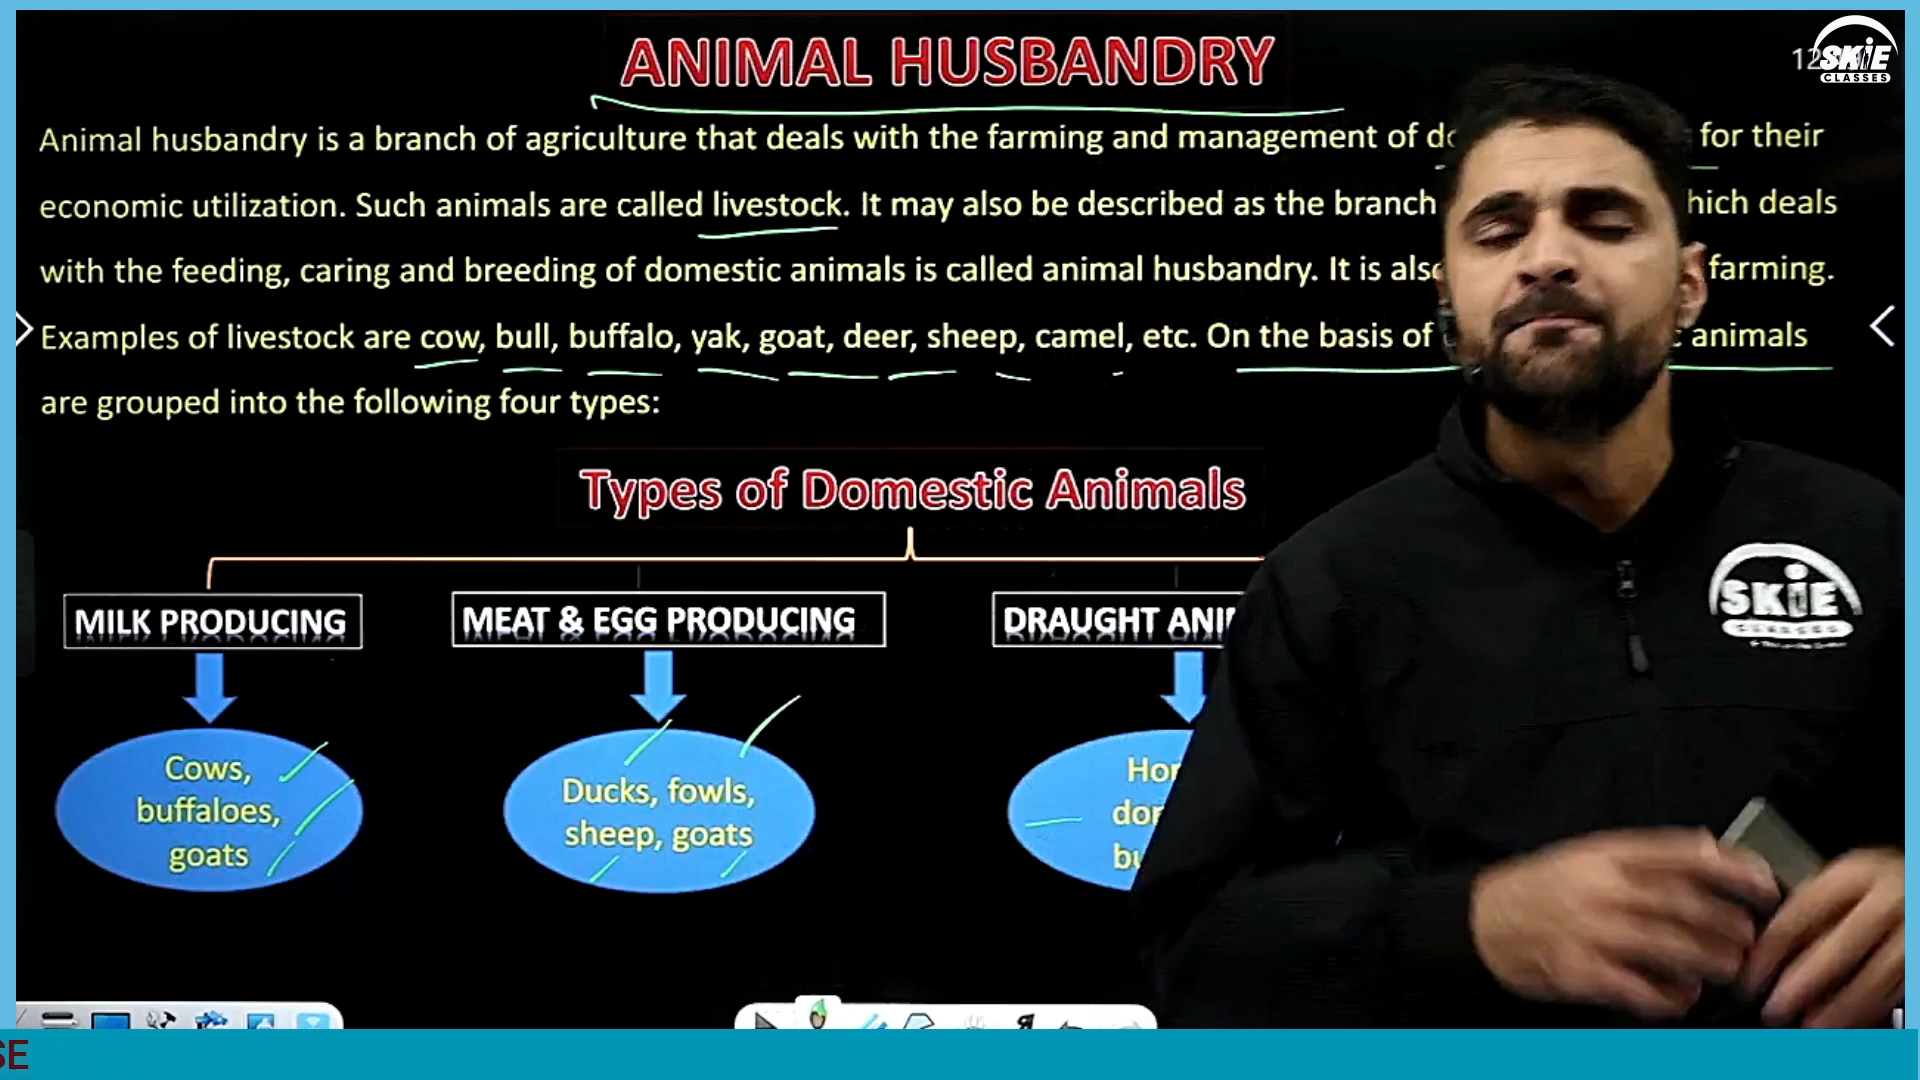 ANIMAL HUSBANDRY
12
SKiE
CLASSES
Animal husbandry is a branch of agriculture that deals with the farming and management of for their
economic utilization. Such animals are called livestock. It may also be described as the branch deals
with the feeding, caring and breeding of domestic animals is called animal husbandry. It is farming.
Examples of livestock are cow, bull, buffalo, yak, goat, deer, sheep, camel, etc. On the basis of animals
are grouped into the following four types:
Types of Domestic Animals
MILK PRODUCING
MEAT & EGG PRODUCING
DRAUGHT
SKiE
CLASSES
Cows,
buffaloes,
goats
Ducks, fowls,
sheep, goats
SE